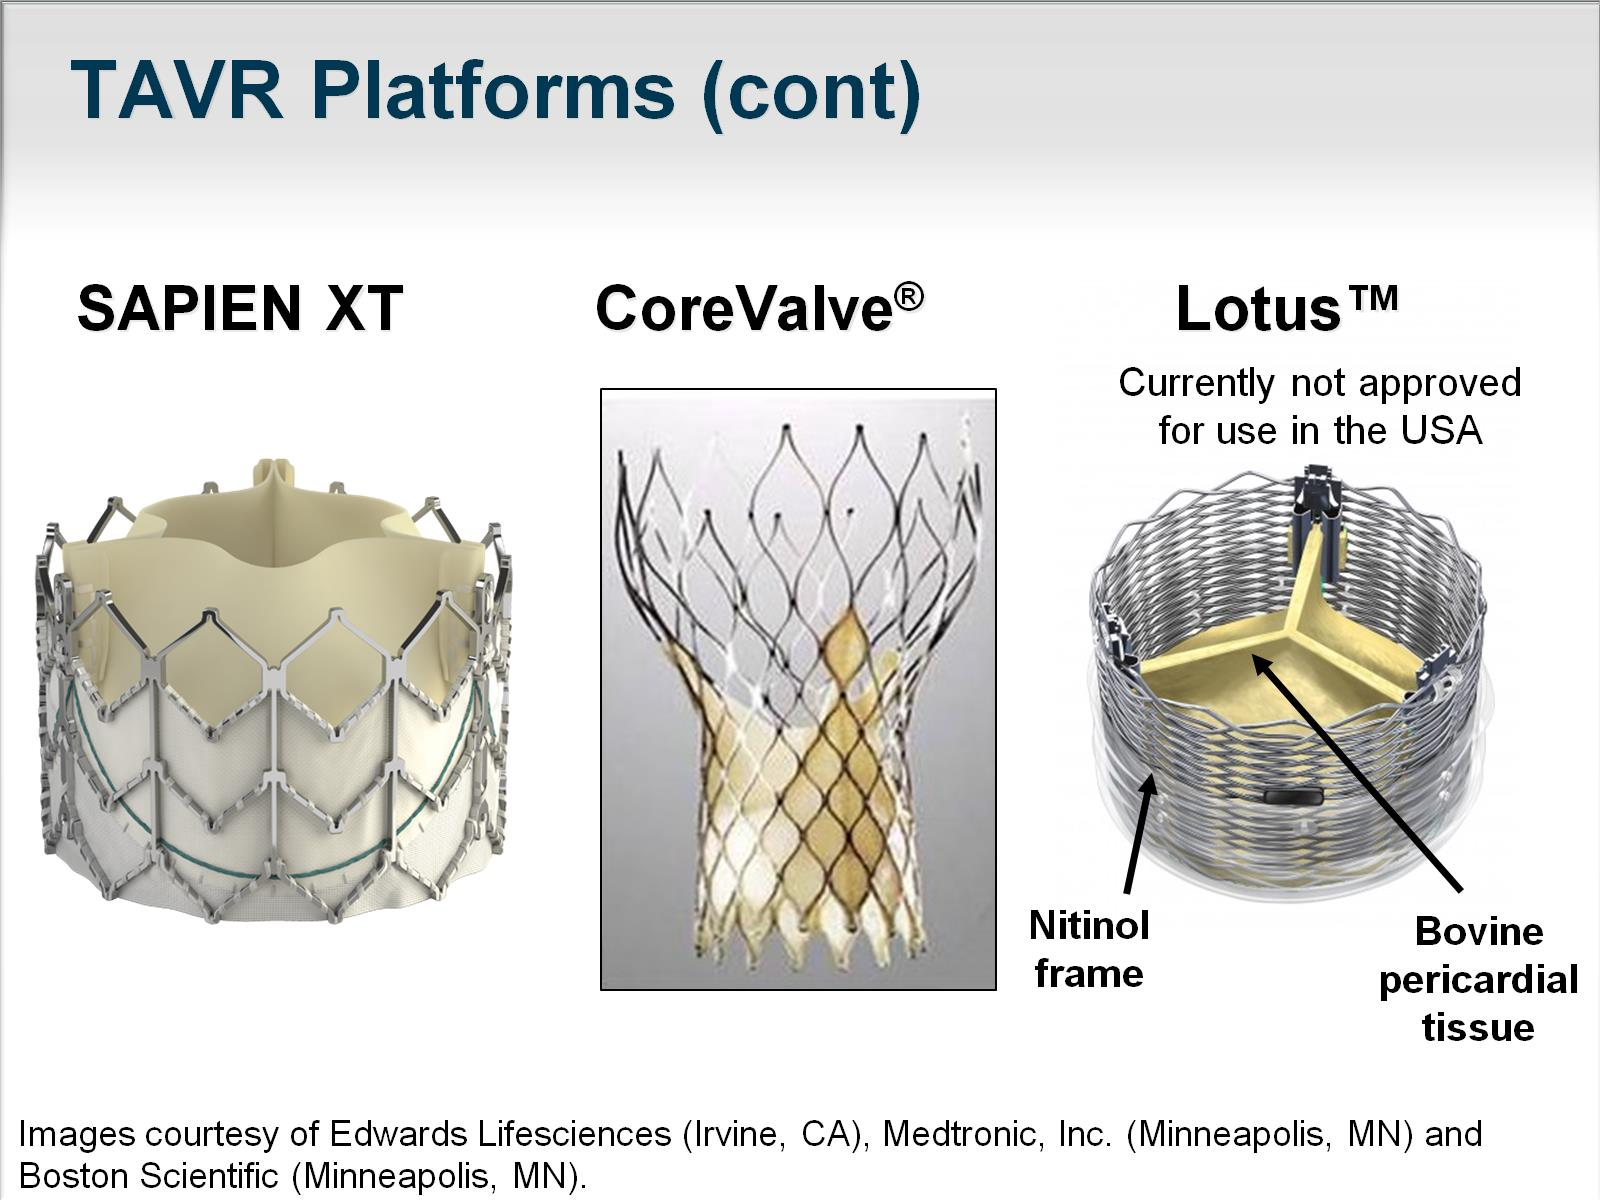 TAVR Platforms (cont)
SAPIEN XT
CoreValve®
Lotus™
Currently not approved
for use in the USA
Nitinol
frame
Bovine
pericardial
tissue
Images courtesy of Edwards Lifesciences (Irvine, CA), Medtronic, Inc. (Minneapolis, MN) and
Boston Scientific (Minneapolis, MN).